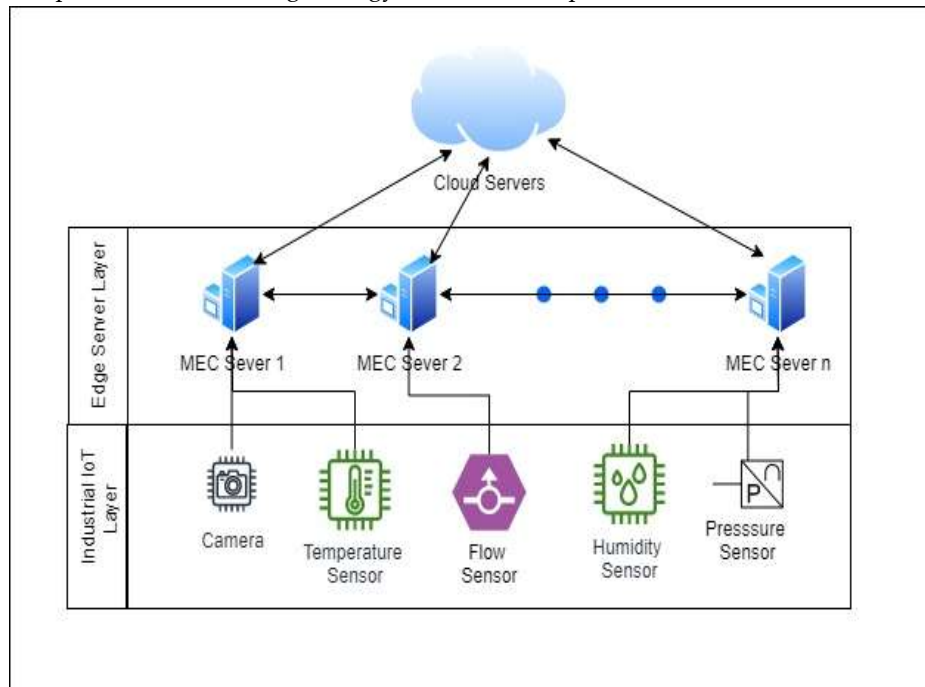 Cloud Servers
Edge Server Layer
MEC Sever 1
MEC Sever 2
MEC Sever n
Industrial IoT
Layer
Camera
Temperature
Sensor
Flow
Sensor
Humidity
Sensor
P
Presssure
Sensor